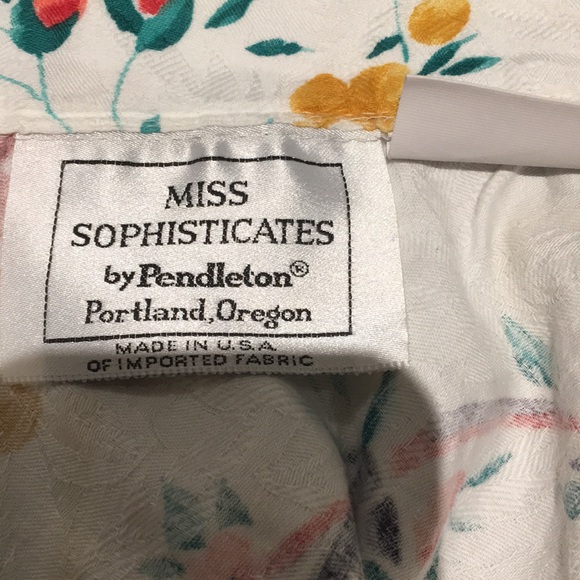 MISS
SOPHISTICATES
by Pendleton®
Portland, Oregon
MADE IN U.S.A.
OF IMPORTED FABRIC